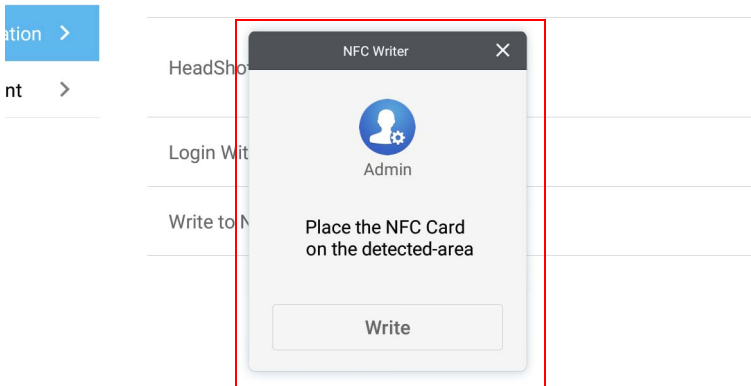 ation
nt
HeadSho
Login Wit
Write to N
NFC Writer
Admin
Place the NFC Card
on the detected-area
Write